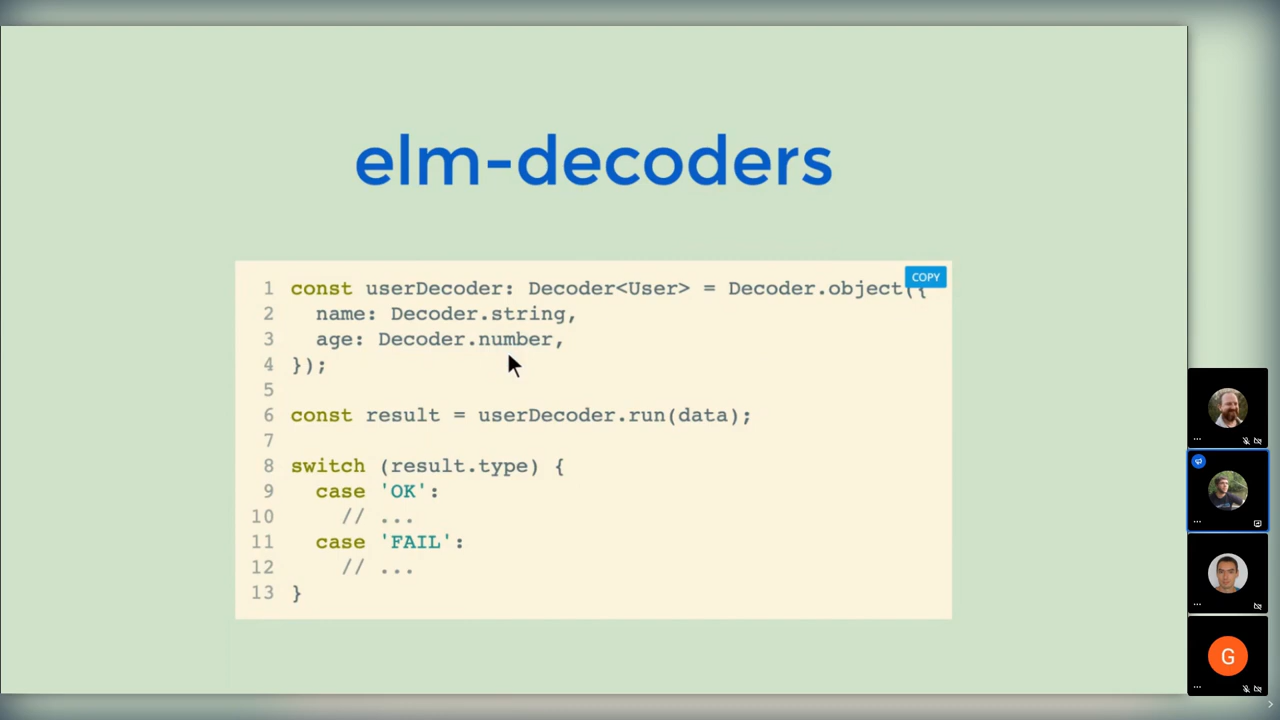 elm-decoders
COPY
1 const userDecoder: Decoder<User> = Decoder.object({
2   name: Decoder.string,
3   age: Decoder.number,
4 });
5
6 const result = userDecoder.run(data);
7
8 switch (result.type) {
9   case 'OK':
10     // ...
11   case 'FAIL':
12     // ...
13 }
G